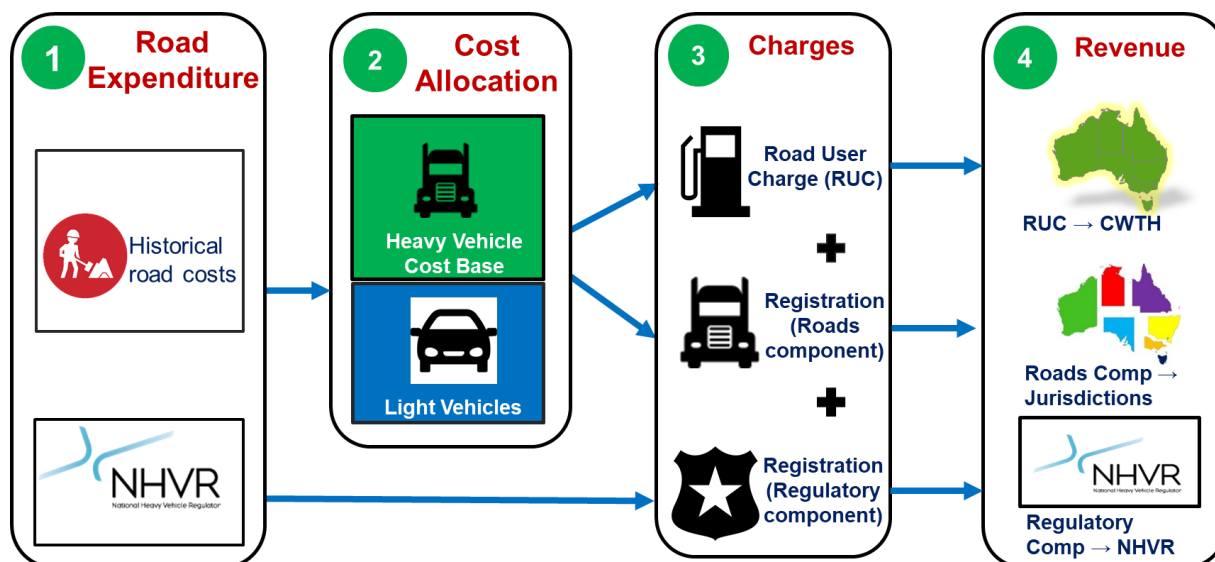 1
Road
Expenditure
Historical
road costs
NHVR
National Heavy Vehicle Regulator
2
Cost
Allocation
Heavy Vehicle
Cost Base
Light Vehicles
3
Charges
Road User
Charge (RUC)
Registration
(Roads
component)
Registration
(Regulatory
component)
4
Revenue
RUC → CWTH
Roads Comp →
Jurisdictions
NHVR
National Heavy Vehicle Regulator
Regulatory
Comp → NHVR